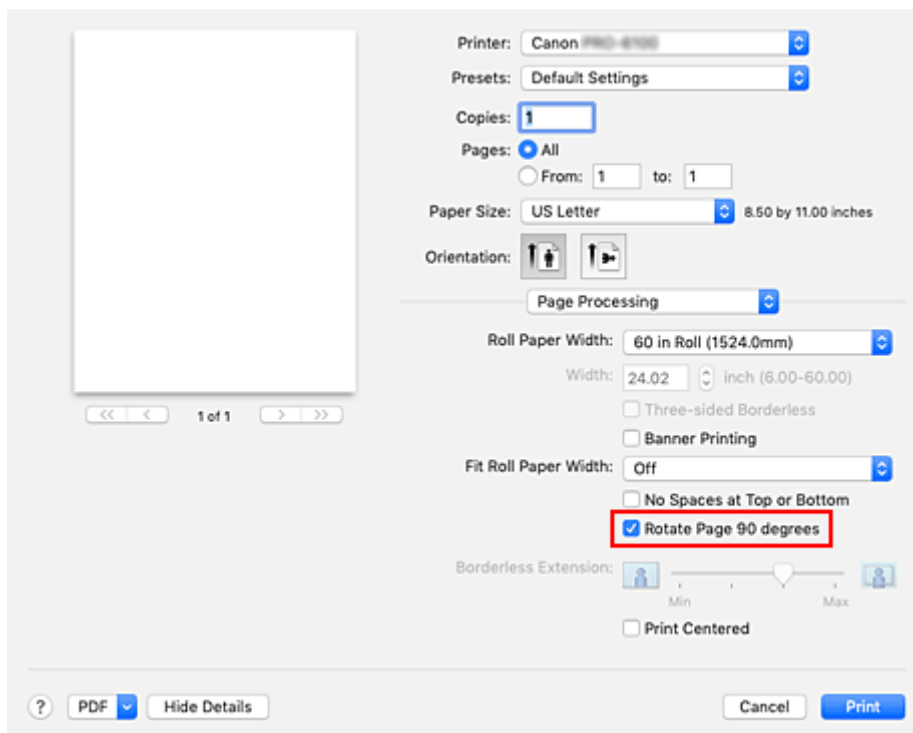 Printer: Canon
Presets: Default Settings
Copies: 1
Pages: All
From: 1 to: 1
Paper Size: US Letter 8.50 by 11.00 inches
Orientation:
Page Processing
Roll Paper Width: 60 in Roll (1524.0mm)
Width: 24.02 inch (6.00-60.00)
Three-sided Borderless
<< < 1 of 1 > >>
Banner Printing
Fit Roll Paper Width: Off
No Spaces at Top or Bottom
Rotate Page 90 degrees
Borderless Extension:
Min Max
Print Centered
? PDF Hide Details Cancel Print